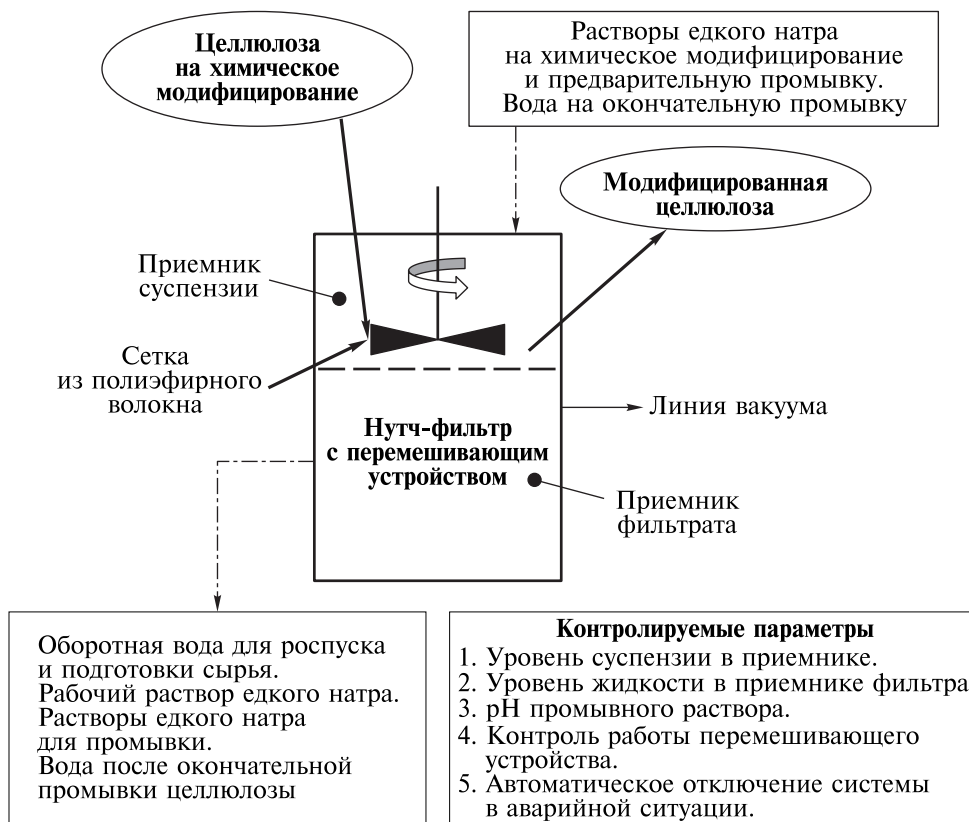 Целлюлоза
на химическое
модифицирование
Растворы едкого натра
на химическое модифицирование
и предварительную промывку.
Вода на окончательную промывку
Модифицированная
целлюлоза
Приемник
суспензии
Сетка
из полиэфирного
волокна
Линия вакуума
Нутч-фильтр
с перемешивающим
устройством
Приемник
фильтрата
Оборотная вода для роспуска
и подготовки сырья.
Рабочий раствор едкого натра.
Растворы едкого натра
для промывки.
Вода после окончательной
промывки целлюлозы
Контролируемые параметры
1. Уровень суспензии в приемнике.
2. Уровень жидкости в приемнике фильтра
3. pH промывного раствора.
4. Контроль работы перемешивающего
устройства.
5. Автоматическое отключение системы
в аварийной ситуации.